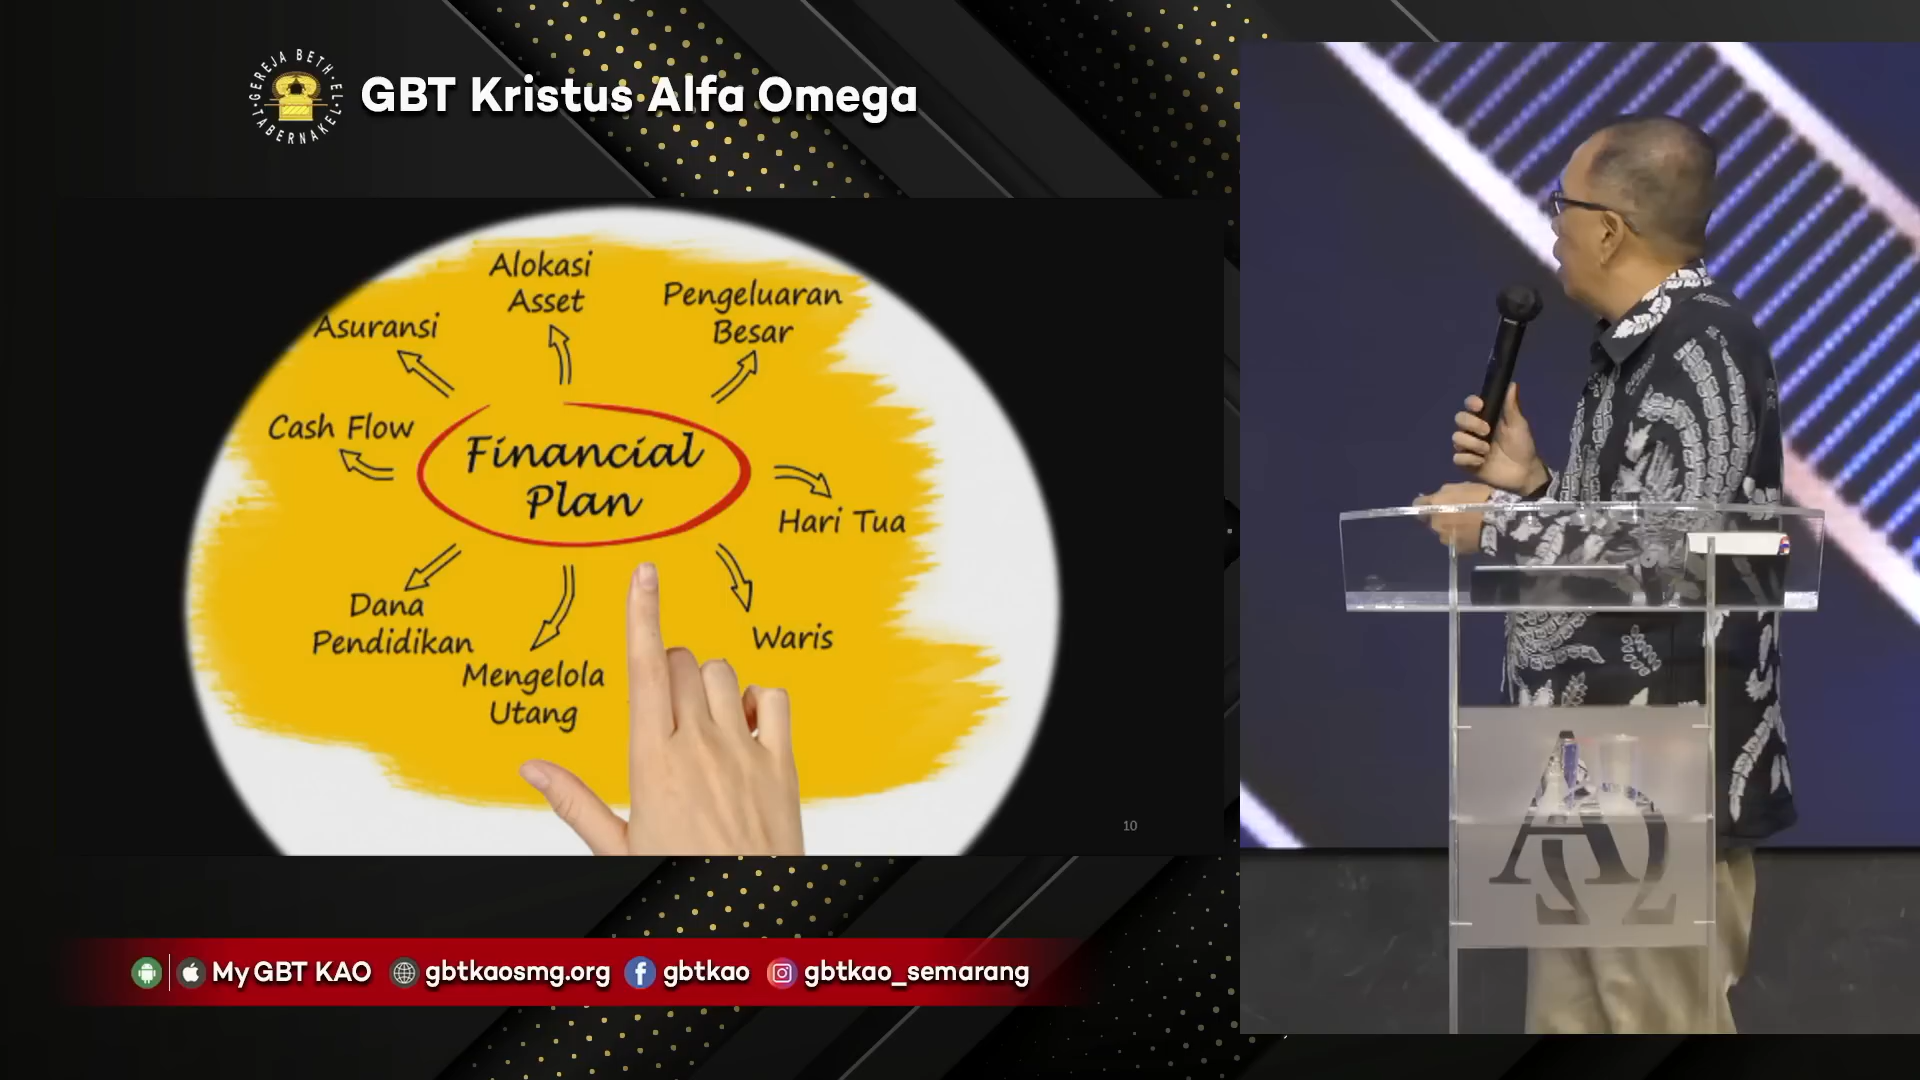 GEREJA BETH-EL
TABERNAKEL
GBT Kristus Alfa Omega
Alokasi
Asset
Pengeluaran
Besar
Asuransi
Cash Flow
Financial
Plan
Hari Tua
Dana
Pendidikan
Waris
Mengelola
Utang
10
ΑΩ
My GBT KAO
gbtkaosmg.org
gbtkao
gbtkao_semarang